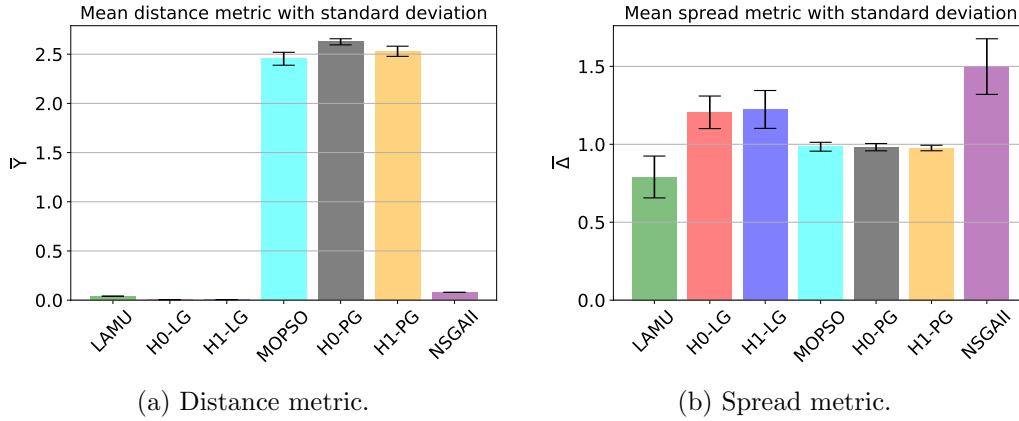 Mean distance metric with standard deviation
2.5
2.0
1.5
1.0
0.5
0.0
Y̅
LAMU
H0-LG
H1-LG
MOPSO
H0-PG
H1-PG
NSGAII
(a) Distance metric.
Mean spread metric with standard deviation
1.5
1.0
0.5
0.0
Δ̅
LAMU
H0-LG
H1-LG
MOPSO
H0-PG
H1-PG
NSGAII
(b) Spread metric.